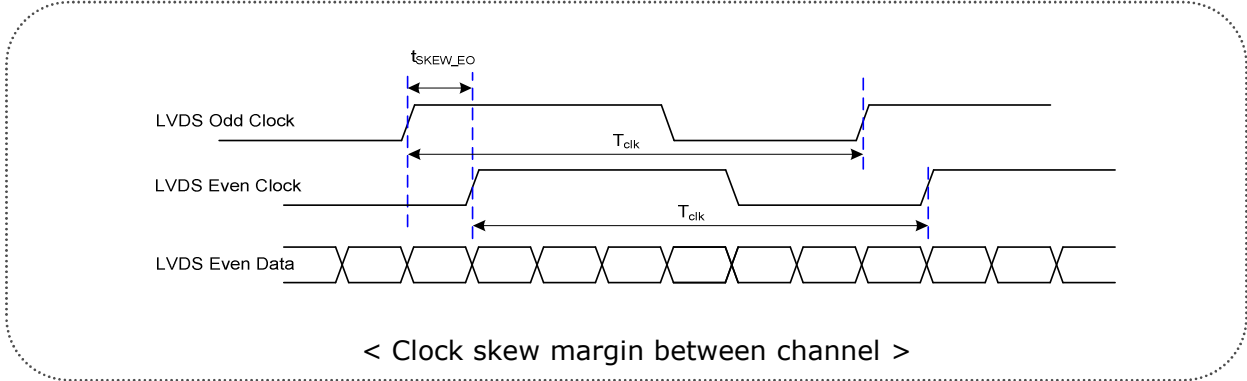 tSKEW_EO
LVDS Odd Clock
Tclk
LVDS Even Clock
Tclk
LVDS Even Data
< Clock skew margin between channel >